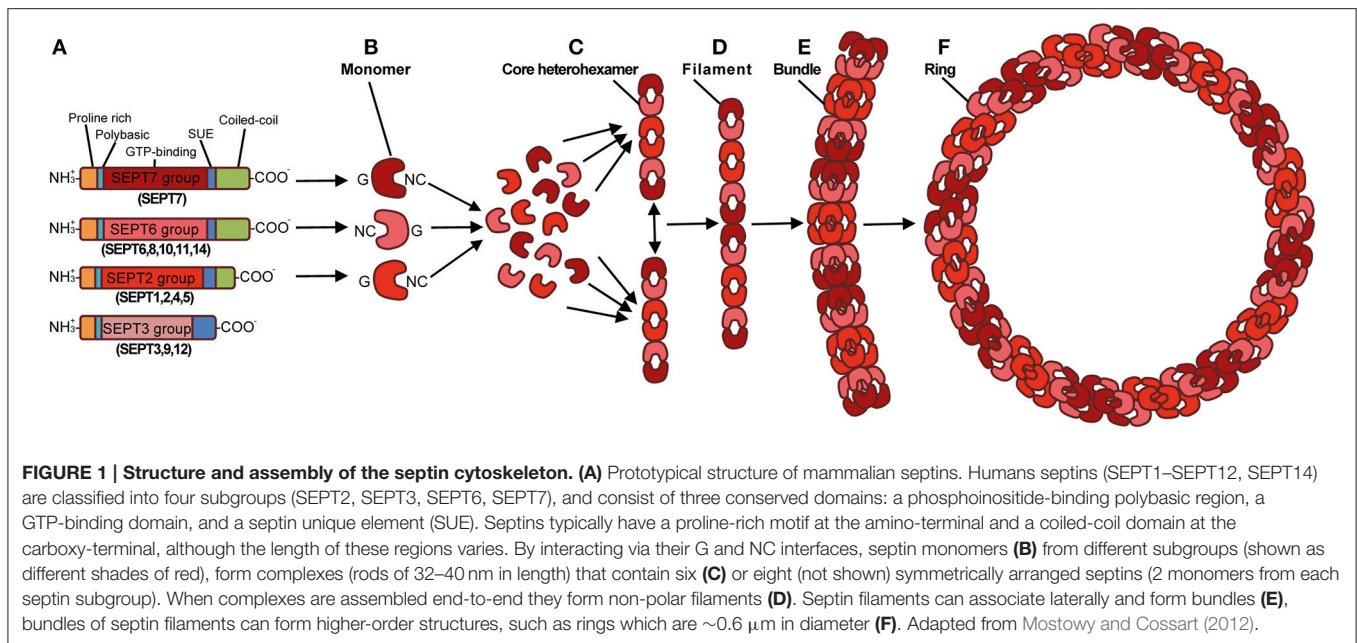 A
B
C
D
E
F
Monomer
Core heterohexamer
Filament
Bundle
Ring
Proline rich
Polybasic
GTP-binding
SUE
Coiled-coil
NH₃⁺ SEPT7 group COO⁻
(SEPT7)
G NC
NH₃⁺ SEPT6 group COO⁻
(SEPT6,8,10,11,14)
NC G
NH₃⁺ SEPT2 group COO⁻
(SEPT1,2,4,5)
G NC
NH₃⁺ SEPT3 group COO⁻
(SEPT3,9,12)
FIGURE 1 | Structure and assembly of the septin cytoskeleton. (A) Prototypical structure of mammalian septins. Humans septins (SEPT1–SEPT12, SEPT14)
are classified into four subgroups (SEPT2, SEPT3, SEPT6, SEPT7), and consist of three conserved domains: a phosphoinositide-binding polybasic region, a
GTP-binding domain, and a septin unique element (SUE). Septins typically have a proline-rich motif at the amino-terminal and a coiled-coil domain at the
carboxy-terminal, although the length of these regions varies. By interacting via their G and NC interfaces, septin monomers (B) from different subgroups (shown as
different shades of red), form complexes (rods of 32–40 nm in length) that contain six (C) or eight (not shown) symmetrically arranged septins (2 monomers from each
septin subgroup). When complexes are assembled end-to-end they form non-polar filaments (D). Septin filaments can associate laterally and form bundles (E),
bundles of septin filaments can form higher-order structures, such as rings which are ~0.6 μm in diameter (F). Adapted from Mostowy and Cossart (2012).